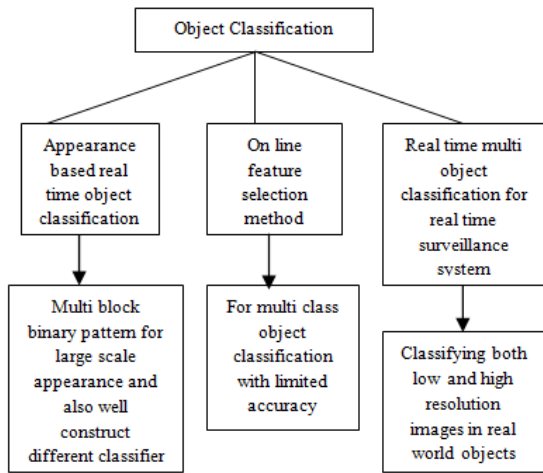 Object Classification
Appearance
based real
time object
classification
On line
feature
selection
method
Real time multi
object
classification for
real time
surveillance
system
Multi block
binary pattern for
large scale
appearance and
also well
construct
different classifier
For multi class
object
classification
with limited
accuracy
Classifying both
low and high
resolution
images in real
world objects